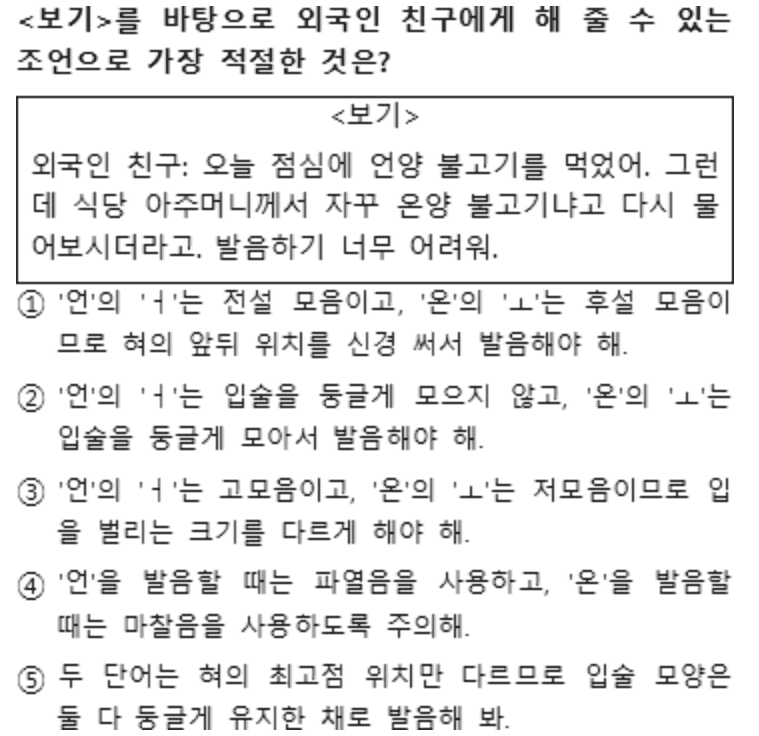 <보기>를 바탕으로 외국인 친구에게 해 줄 수 있는
조언으로 가장 적절한 것은?
<보기>
외국인 친구: 오늘 점심에 언양 불고기를 먹었어. 그런
데 식당 아주머니께서 자꾸 온양 불고기냐고 다시 물
어보시더라고. 발음하기 너무 어려워.
① '언'의 'ㅓ'는 전설 모음이고, '온'의 'ㅗ'는 후설 모음이
므로 혀의 앞뒤 위치를 신경 써서 발음해야 해.
② '언'의 'ㅓ'는 입술을 둥글게 모으지 않고, '온'의 'ㅗ'는
입술을 둥글게 모아서 발음해야 해.
③ '언'의 'ㅓ'는 고모음이고, '온'의 'ㅗ'는 저모음이므로 입
을 벌리는 크기를 다르게 해야 해.
④ '언'을 발음할 때는 파열음을 사용하고, '온'을 발음할
때는 마찰음을 사용하도록 주의해.
⑤ 두 단어는 혀의 최고점 위치만 다르므로 입술 모양은
둘 다 둥글게 유지한 채로 발음해 봐.